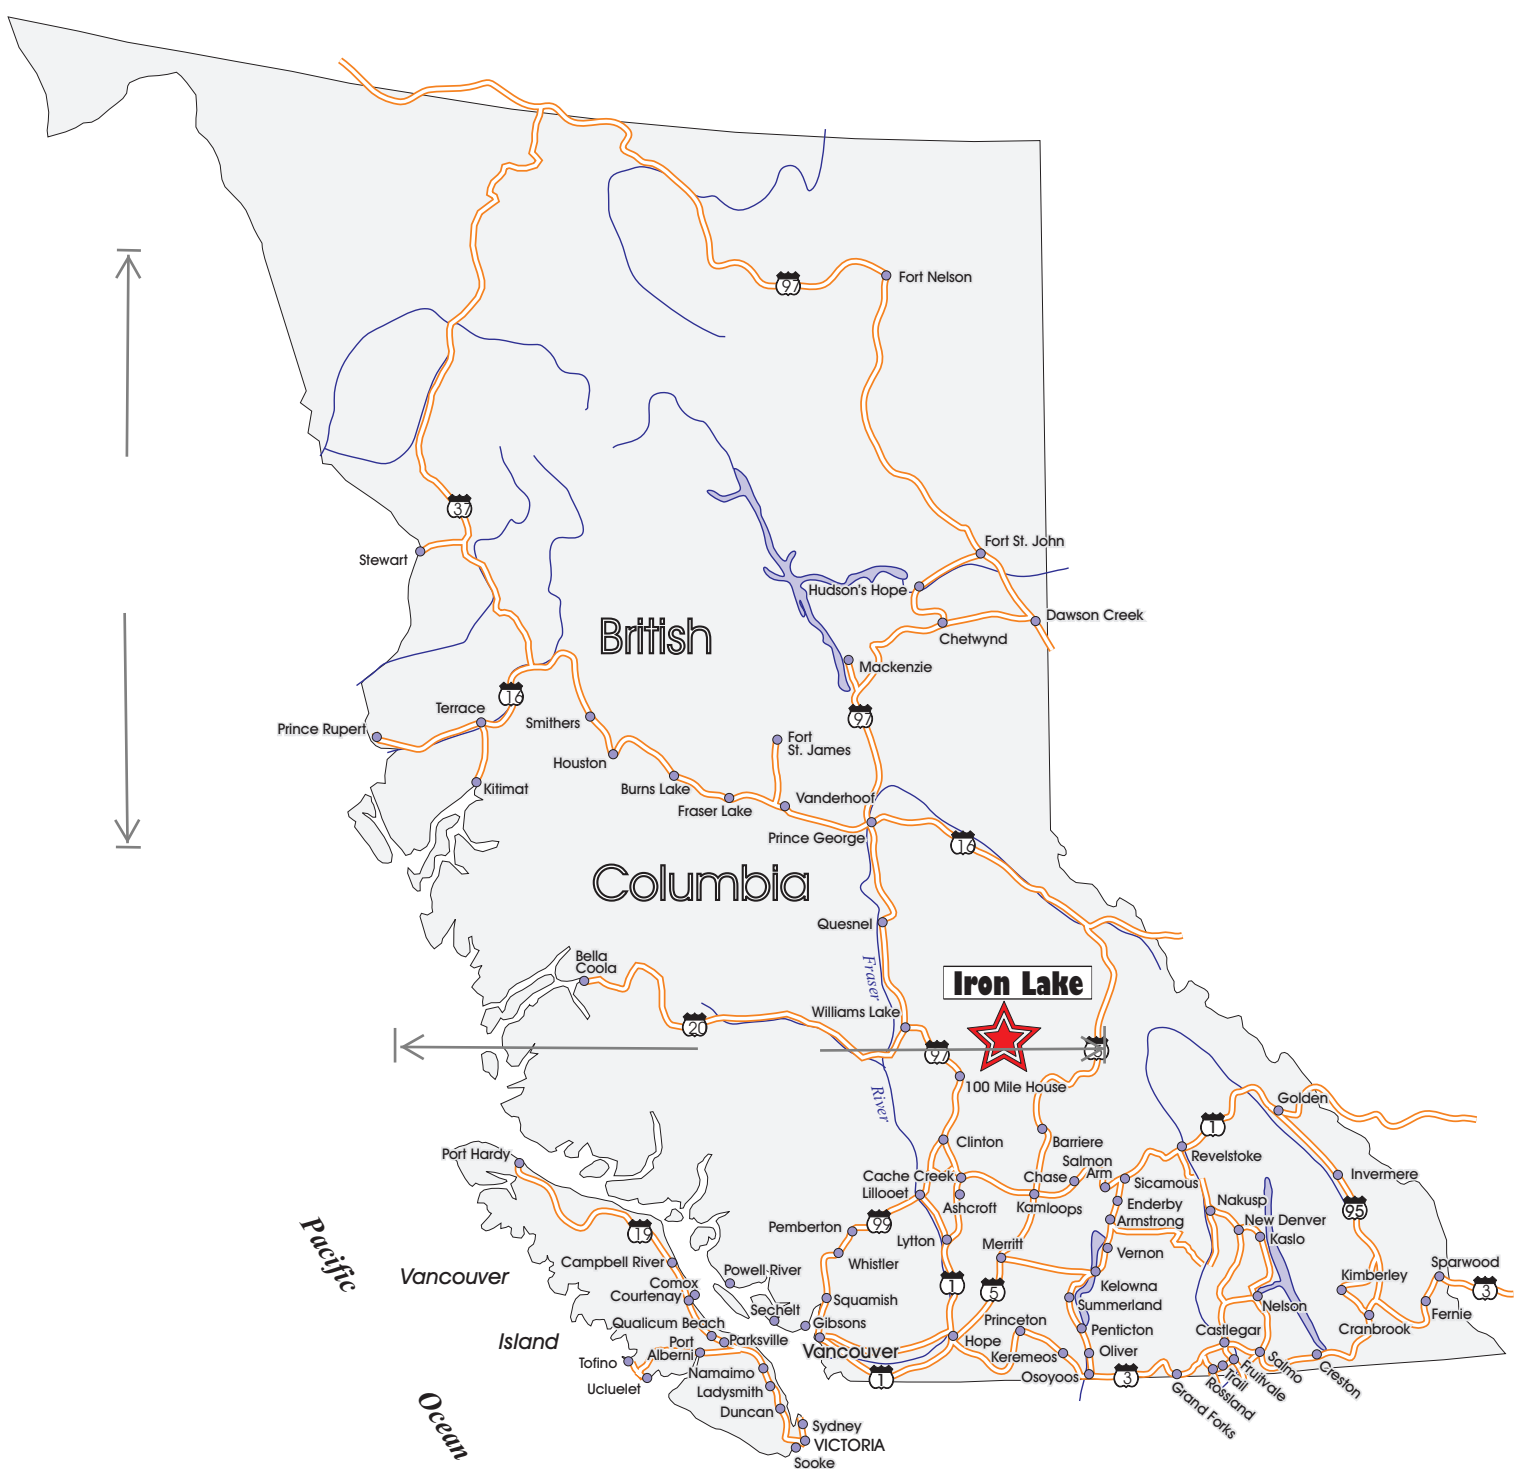 97
Fort Nelson
37
Stewart
Fort St. John
Hudson's Hope
Dawson Creek
Chetwynd
British
Mackenzie
16
Terrace
Smithers
97
Prince Rupert
Fort
St. James
Houston
Kitimat
Burns Lake
Vanderhoof
Fraser Lake
Prince George
16
Columbia
Quesnel
Bella
Coola
Fraser
Iron Lake
Williams Lake
20
97
100 Mile House
River
Golden
1
Clinton
Barriere
Port Hardy
Revelstoke
Salmon
Arm
Cache Creek
Chase
Invermere
Sicamous
Lillooet
Ashcroft
Kamloops
Enderby
Nakusp
95
Armstrong
New Denver
Pemberton
99
19
Lytton
Kaslo
Merritt
Vernon
Pacific
Whistler
Campbell River
Sparwood
Vancouver
Powell River
Kimberley
Comox
Courtenay
1
5
Kelowna
3
Squamish
Summerland
Nelson
Sechelt
Fernie
Qualicum Beach
Gibsons
Princeton
Cranbrook
Island
Parksville
Hope
Penticton
Castlegar
Port
Alberni
Vancouver
Keremeos
Oliver
Tofino
Namaimo
1
Osoyoos
3
Salmo
Creston
Ucluelet
Ladysmith
Fruitvale
Trail
Rossland
Grand Forks
Duncan
Ocean
Sydney
VICTORIA
Sooke